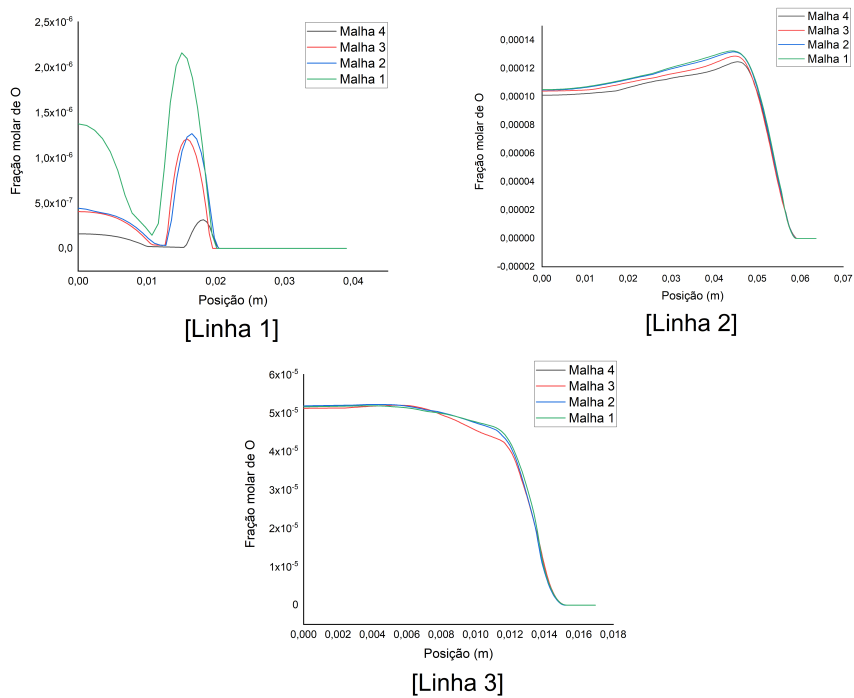 2,5x10⁻⁶
2,0x10⁻⁶
1,5x10⁻⁶
1,0x10⁻⁶
5,0x10⁻⁷
0,0
Fração molar de O
Malha 4
Malha 3
Malha 2
Malha 1
0,00 0,01 0,02 0,03 0,04
Posição (m)
[Linha 1]
0,00014
0,00012
0,00010
0,00008
0,00006
0,00004
0,00002
0,00000
-0,00002
Fração molar de O
Malha 4
Malha 3
Malha 2
Malha 1
0,00 0,01 0,02 0,03 0,04 0,05 0,06 0,07
Posição (m)
[Linha 2]
6x10⁻⁵
5x10⁻⁵
4x10⁻⁵
3x10⁻⁵
2x10⁻⁵
1x10⁻⁵
0
Fração molar de O
Malha 4
Malha 3
Malha 2
Malha 1
0,000 0,002 0,004 0,006 0,008 0,010 0,012 0,014 0,016 0,018
Posição (m)
[Linha 3]